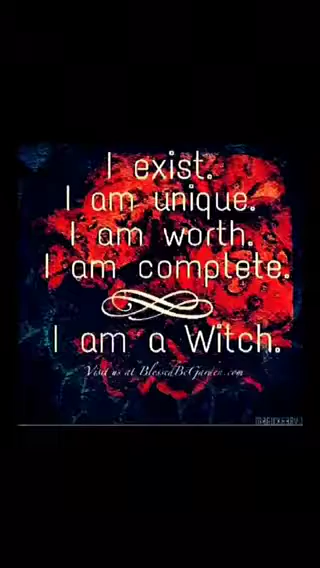 I exist.
I am unique.
I am worth.
I am complete.
I am a Witch.
Visit us at BlessedBeGarden.com